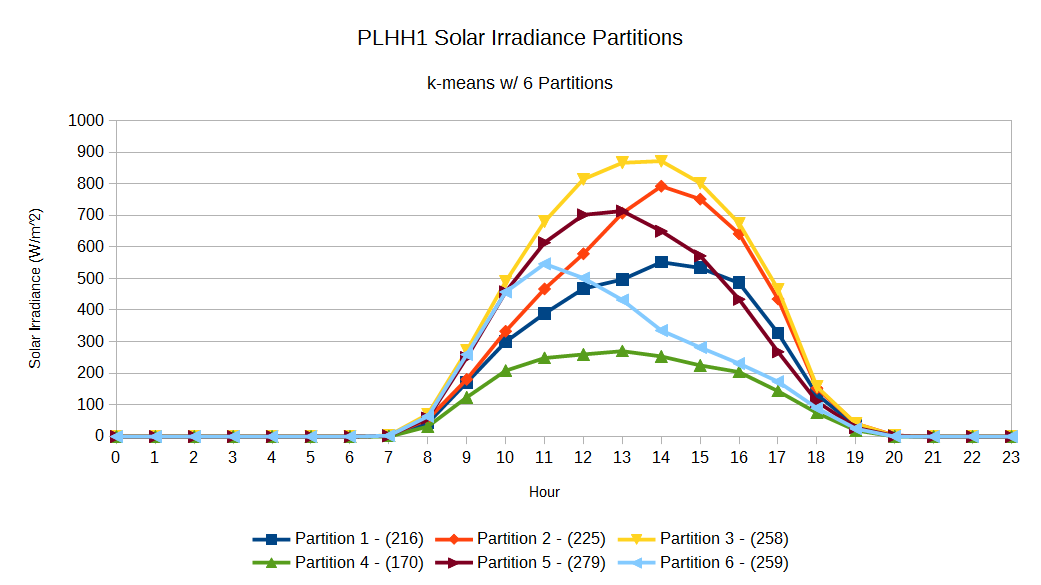 PLHH1 Solar Irradiance Partitions
k-means w/ 6 Partitions
1000
900
800
700
600
500
400
300
200
100
0
Solar Irradiance (W/m^2)
0 1 2 3 4 5 6 7 8 9 10 11 12 13 14 15 16 17 18 19 20 21 22 23
Hour
Partition 1 - (216) Partition 2 - (225) Partition 3 - (258)
Partition 4 - (170) Partition 5 - (279) Partition 6 - (259)